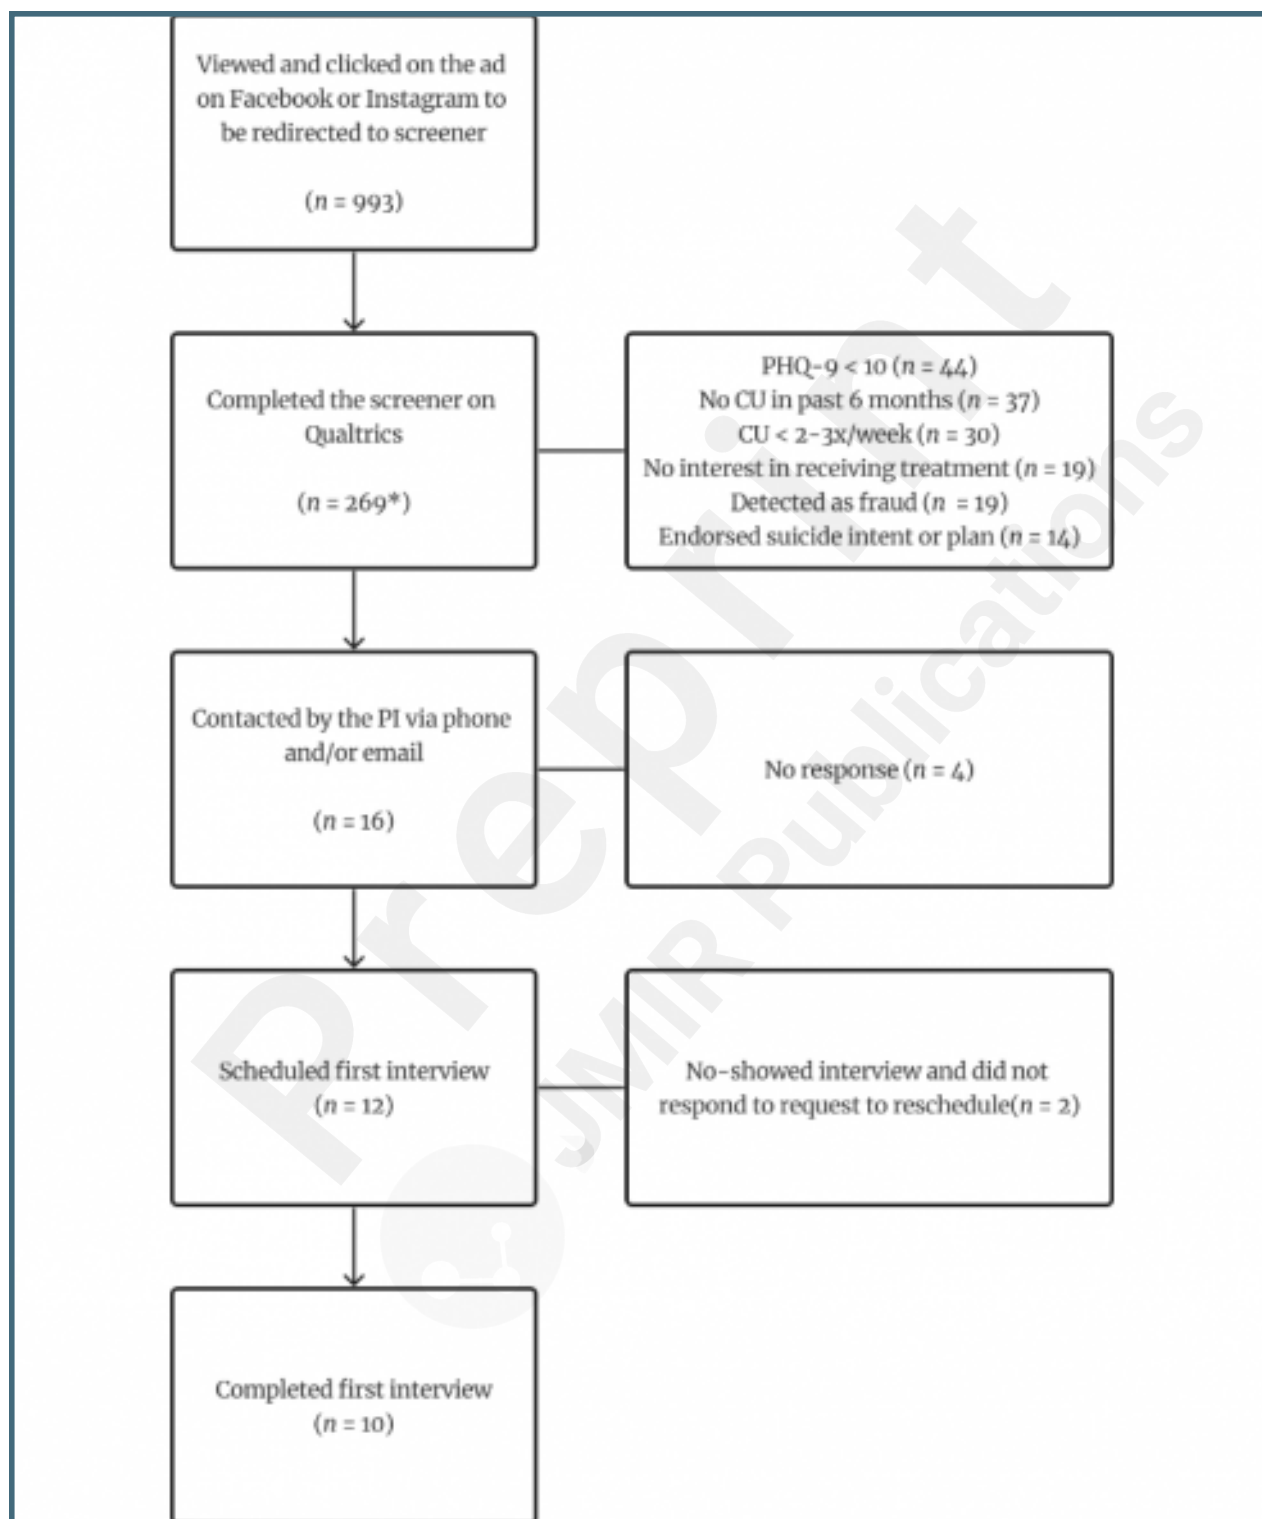 Viewed and clicked on the ad
on Facebook or Instagram to
be redirected to screener
(n = 993)
Completed the screener on
Qualtrics
(n = 269*)
PHQ-9 < 10 (n = 44)
No CU in past 6 months (n = 37)
CU < 2-3x/week (n = 30)
No interest in receiving treatment (n = 19)
Detected as fraud (n = 19)
Endorsed suicide intent or plan (n = 14)
Contacted by the PI via phone
and/or email
(n = 16)
No response (n = 4)
Scheduled first interview
(n = 12)
No-showed interview and did not
respond to request to reschedule(n = 2)
Completed first interview
(n = 10)
Preprint
JMIR Publications